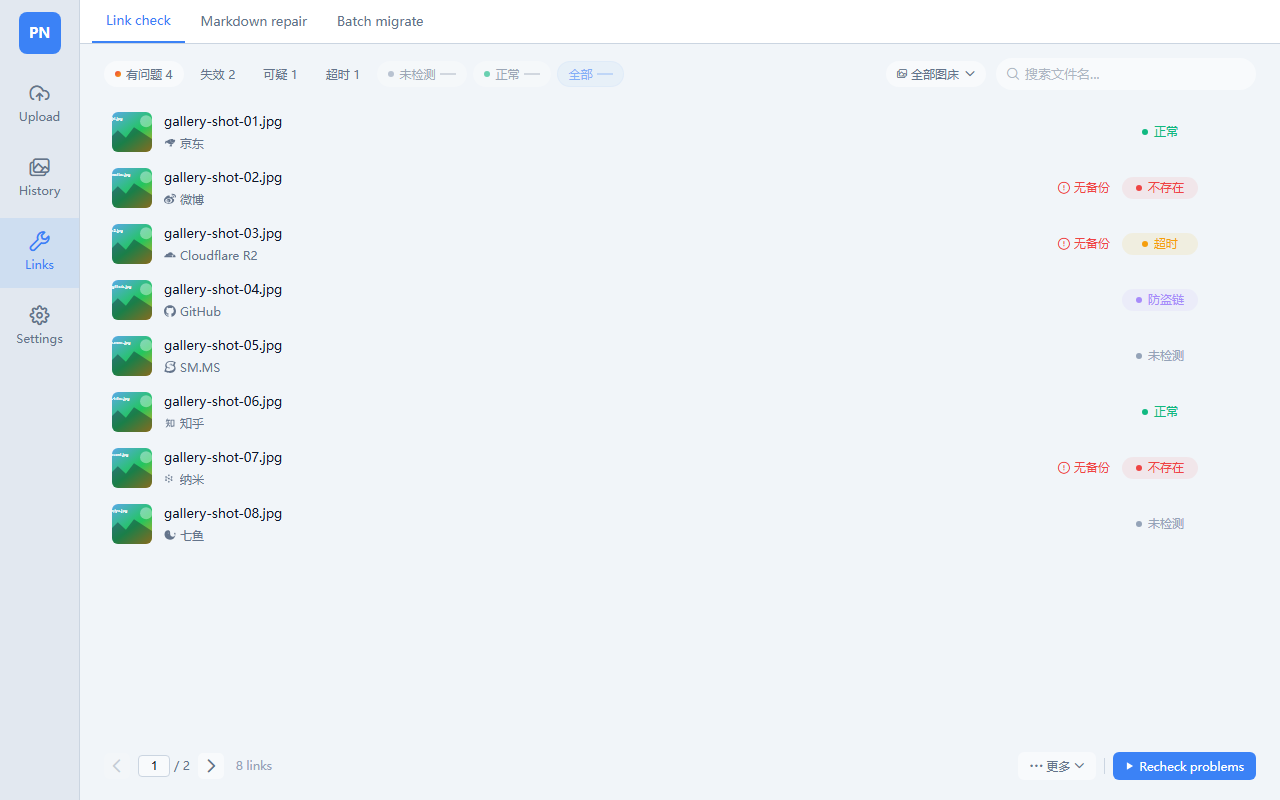 PN
Upload
History
Links
Settings
Link check
Markdown repair
Batch migrate
有问题 4
失效 2
可疑 1
超时 1
未检测 —
正常 —
全部 —
全部图床
搜索文件名...
gallery-shot-01.jpg
京东
正常
gallery-shot-02.jpg
微博
无备份
不存在
gallery-shot-03.jpg
Cloudflare R2
无备份
超时
gallery-shot-04.jpg
GitHub
防盗链
gallery-shot-05.jpg
SM.MS
未检测
gallery-shot-06.jpg
知 知乎
正常
gallery-shot-07.jpg
纳米
无备份
不存在
gallery-shot-08.jpg
七鱼
未检测
1 / 2
8 links
更多
Recheck problems